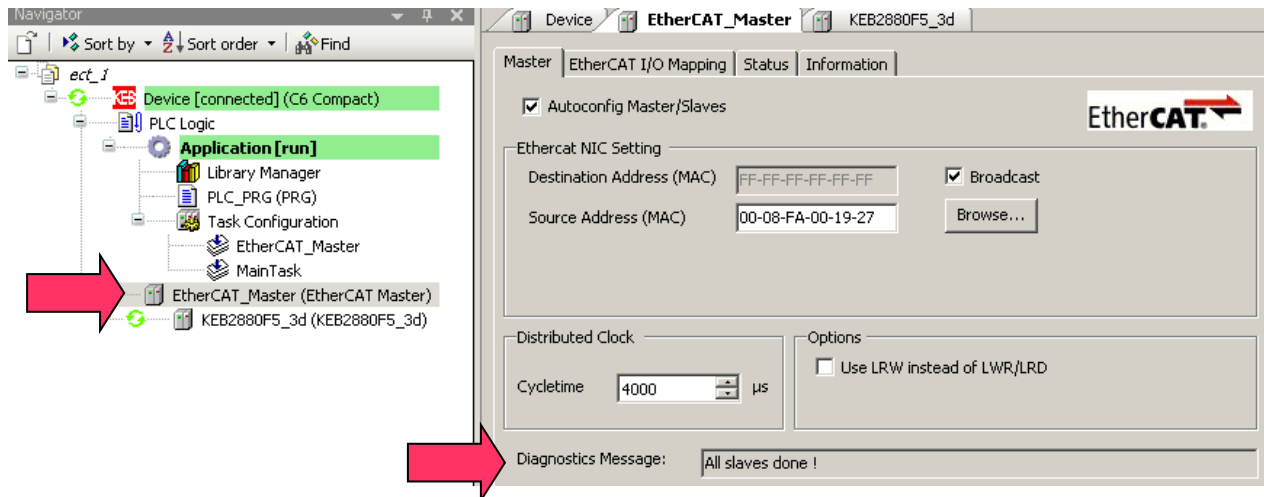 Navigator
Sort by Sort order Find
ect_1
Device [connected] (C6 Compact)
PLC Logic
Application [run]
Library Manager
PLC_PRG (PRG)
Task Configuration
EtherCAT_Master
MainTask
EtherCAT_Master (EtherCAT Master)
KEB2880F5_3d (KEB2880F5_3d)
Device EtherCAT_Master KEB2880F5_3d
Master EtherCAT I/O Mapping Status Information
Autoconfig Master/Slaves
EtherCAT.
Ethercat NIC Setting
Destination Address (MAC) FF-FF-FF-FF-FF-FF Broadcast
Source Address (MAC) 00-08-FA-00-19-27 Browse...
Distributed Clock
Cycletime 4000 µs
Options
Use LRW instead of LWR/LRD
Diagnostics Message: All slaves done !